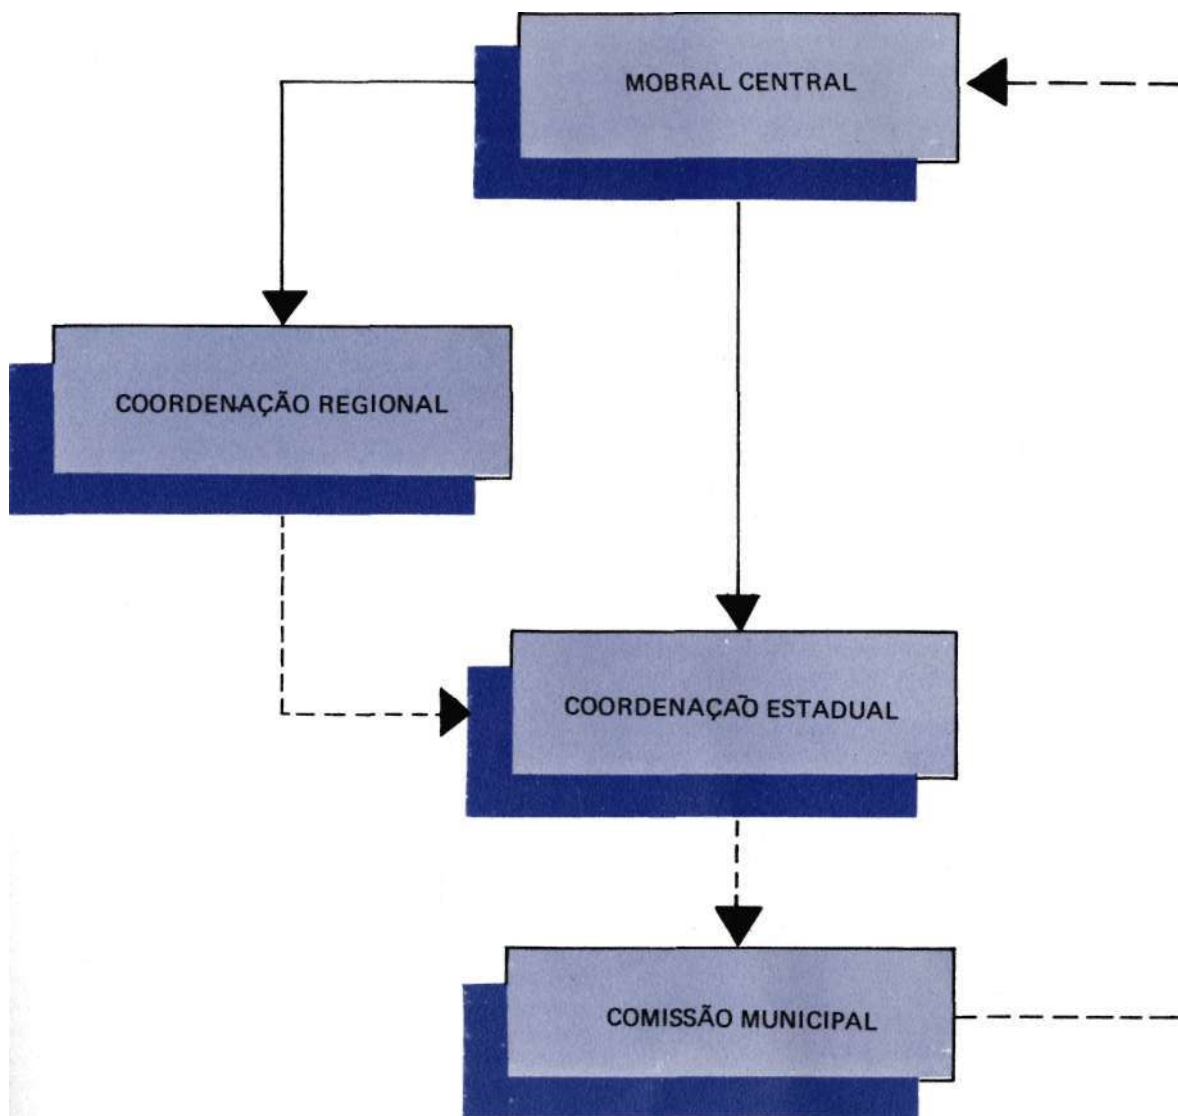 MOBRAL CENTRAL
COORDENAÇÃO REGIONAL
COORDENAÇÃO ESTADUAL
COMISSÃO MUNICIPAL